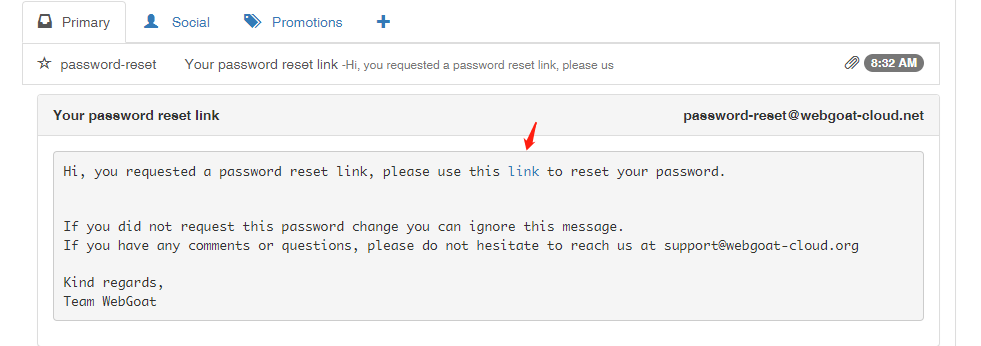 Primary Social Promotions
password-reset Your password reset link -Hi, you requested a password reset link, please us 8:32 AM
Your password reset link password-reset@webgoat-cloud.net
Hi, you requested a password reset link, please use this link to reset your password.
If you did not request this password change you can ignore this message.
If you have any comments or questions, please do not hesitate to reach us at support@webgoat-cloud.org
Kind regards,
Team WebGoat